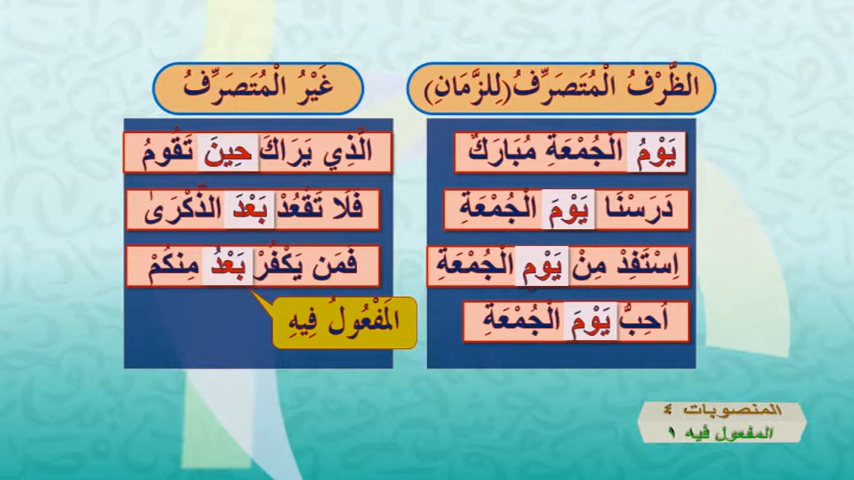 الظَّرْفُ الْمُتَصَرِّفُ(لِلزَّمَانِ)
يَوْمُ الْجُمْعَةِ مُبَارَكٌ
دَرَسْنَا يَوْمَ الْجُمْعَةِ
اِسْتَفِدْ مِنْ يَوْمِ الْجُمْعَةِ
اُحِبُّ يَوْمَ الْجُمْعَةِ
غَيْرُ الْمُتَصَرِّفُ
الَّذِي يَرَاكَ حِينَ تَقُومُ
فَلَا تَقْعُدْ بَعْدَ الذِّكْرَىٰ
فَمَن يَكْفُرْ بَعْدُ مِنكُمْ
الْمَفْعُولُ فِيهِ
المنصوبات ٤
المفعول فيه ١